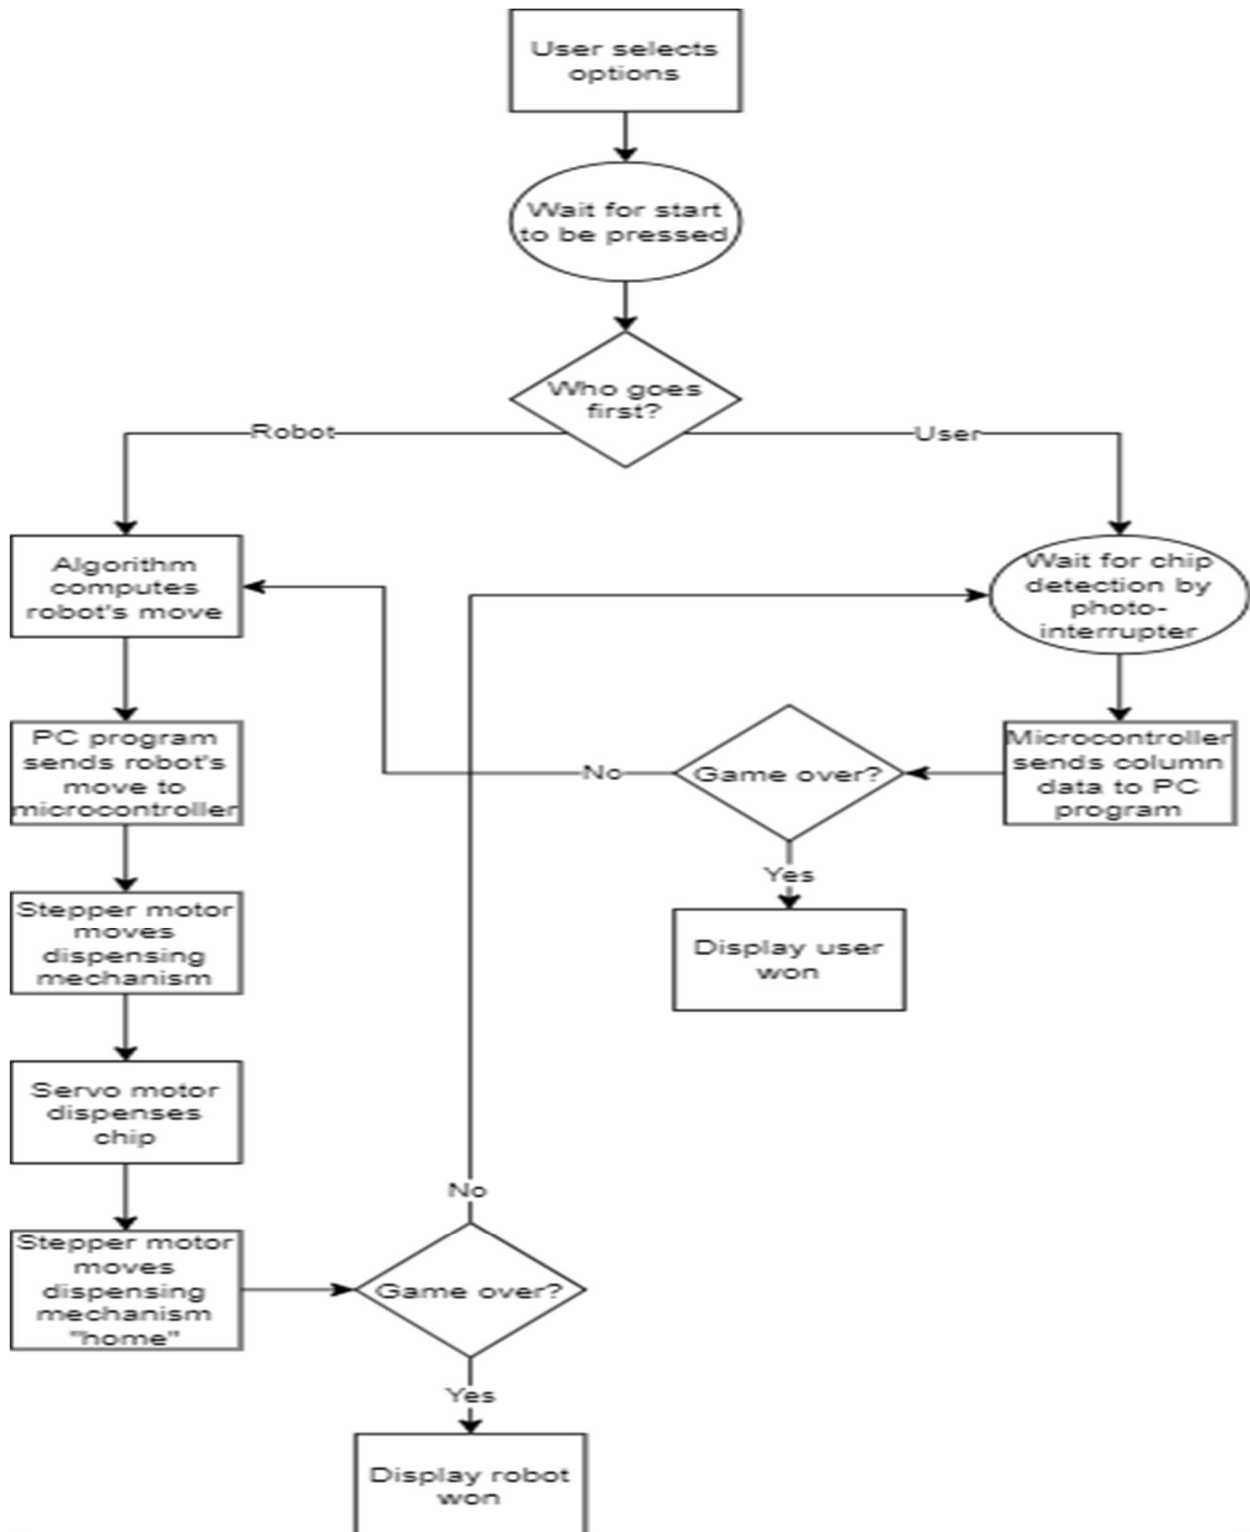 User selects
options
Wait for start
to be pressed
Who goes
first?
Robot
User
Algorithm
computes
robot's move
Wait for chip
detection by
photo-
interrupter
PC program
sends robot's
move to
microcontroller
No
Game over?
Microcontroller
sends column
data to PC
program
Yes
Stepper motor
moves
dispensing
mechanism
Display user
won
Servo motor
dispenses
chip
No
Stepper motor
moves
dispensing
mechanism
"home"
Game over?
Yes
Display robot
won